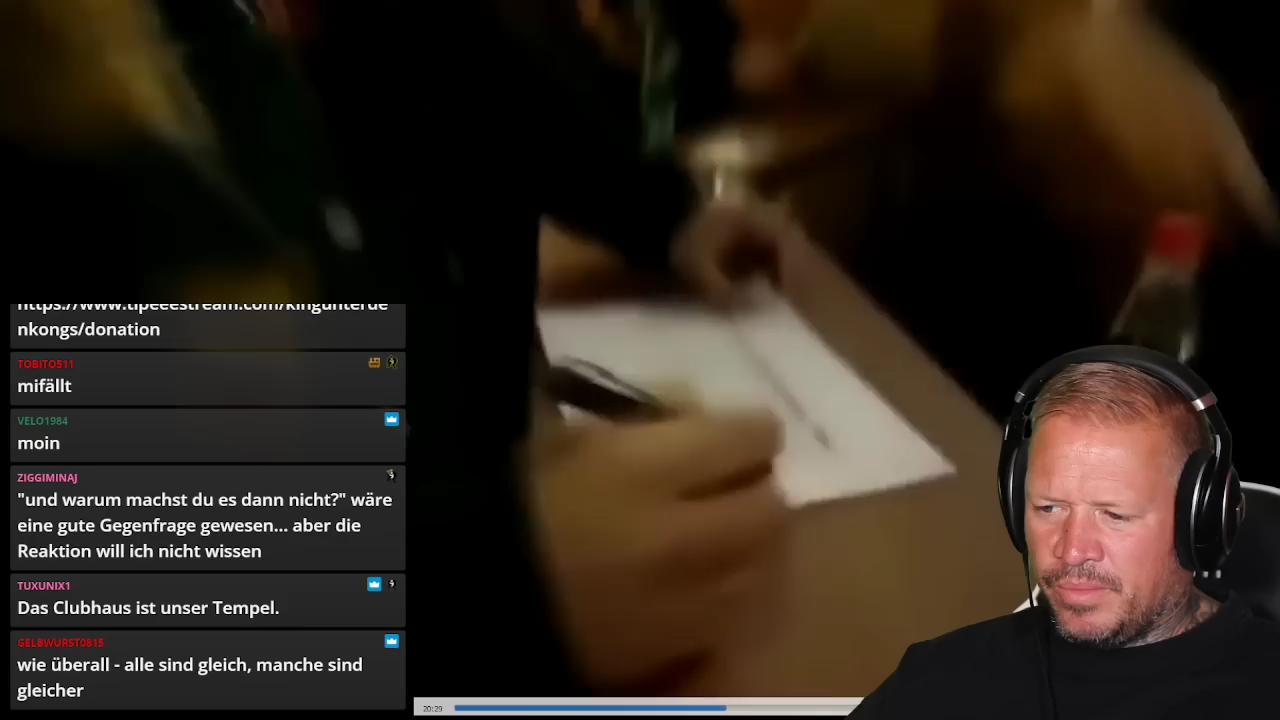 https://www.tipeeestream.com/kingunterde
nkongs/donation
TOBITO511
mifällt
VELO1984
moin
ZIGGIMINAJ
"und warum machst du es dann nicht?" wäre
eine gute Gegenfrage gewesen... aber die
Reaktion will ich nicht wissen
TUXUNIX1
Das Clubhaus ist unser Tempel.
GELBWURST0815
wie überall - alle sind gleich, manche sind
gleicher
20:29